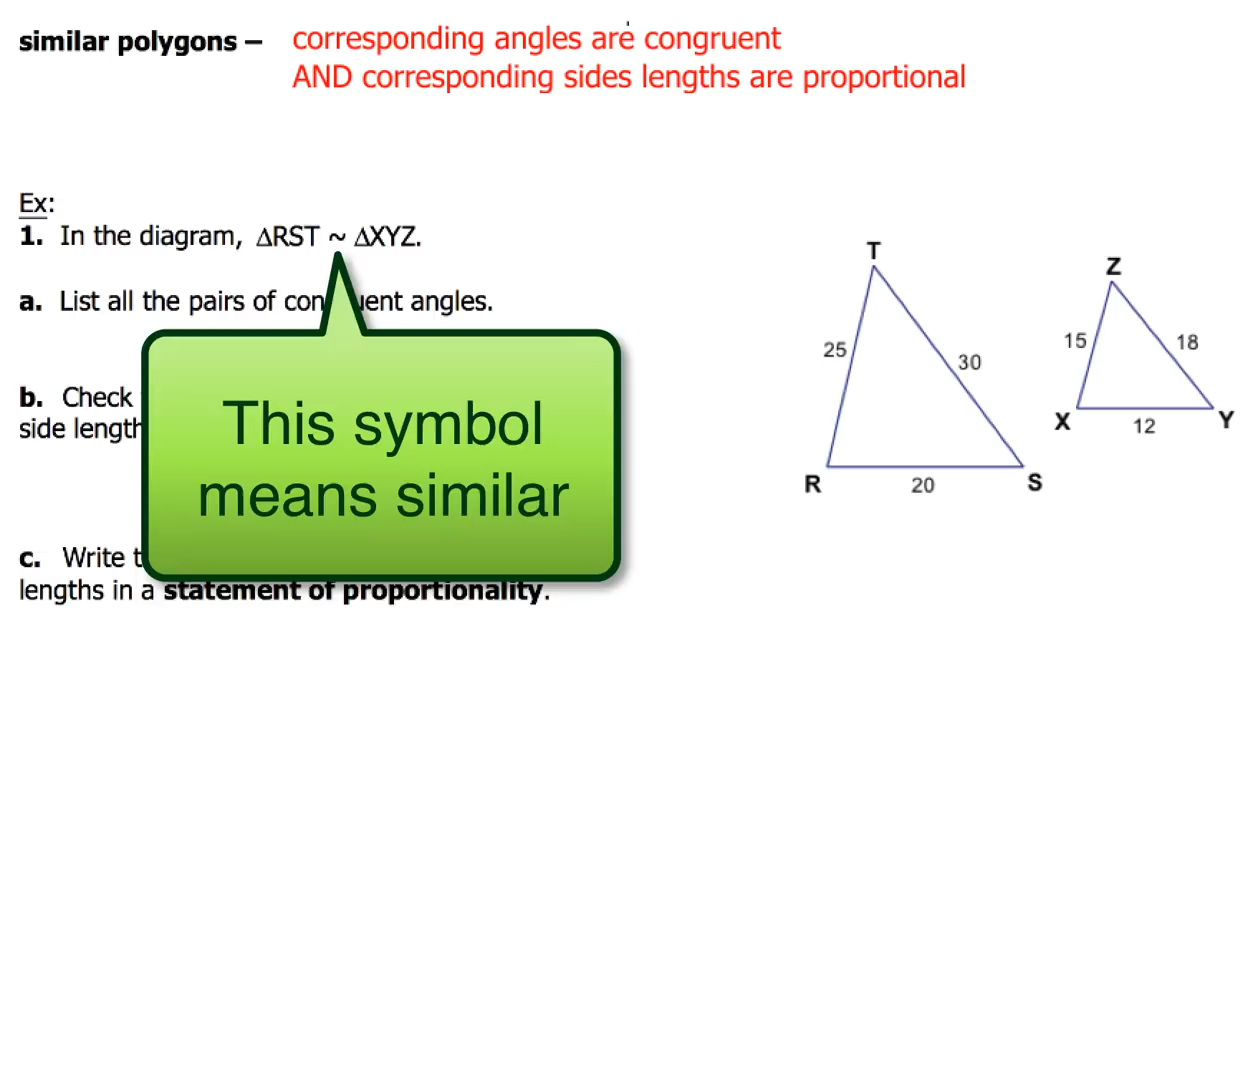 similar polygons – corresponding angles are congruent
AND corresponding sides lengths are proportional
Ex:
1. In the diagram, ΔRST ~ ΔXYZ.
a. List all the pairs of con uent angles.
b. Check
side length
c. Write
lengths in a statement of proportionality.
This symbol
means similar
T
25
30
R
20
S
Z
15
18
X
12
Y